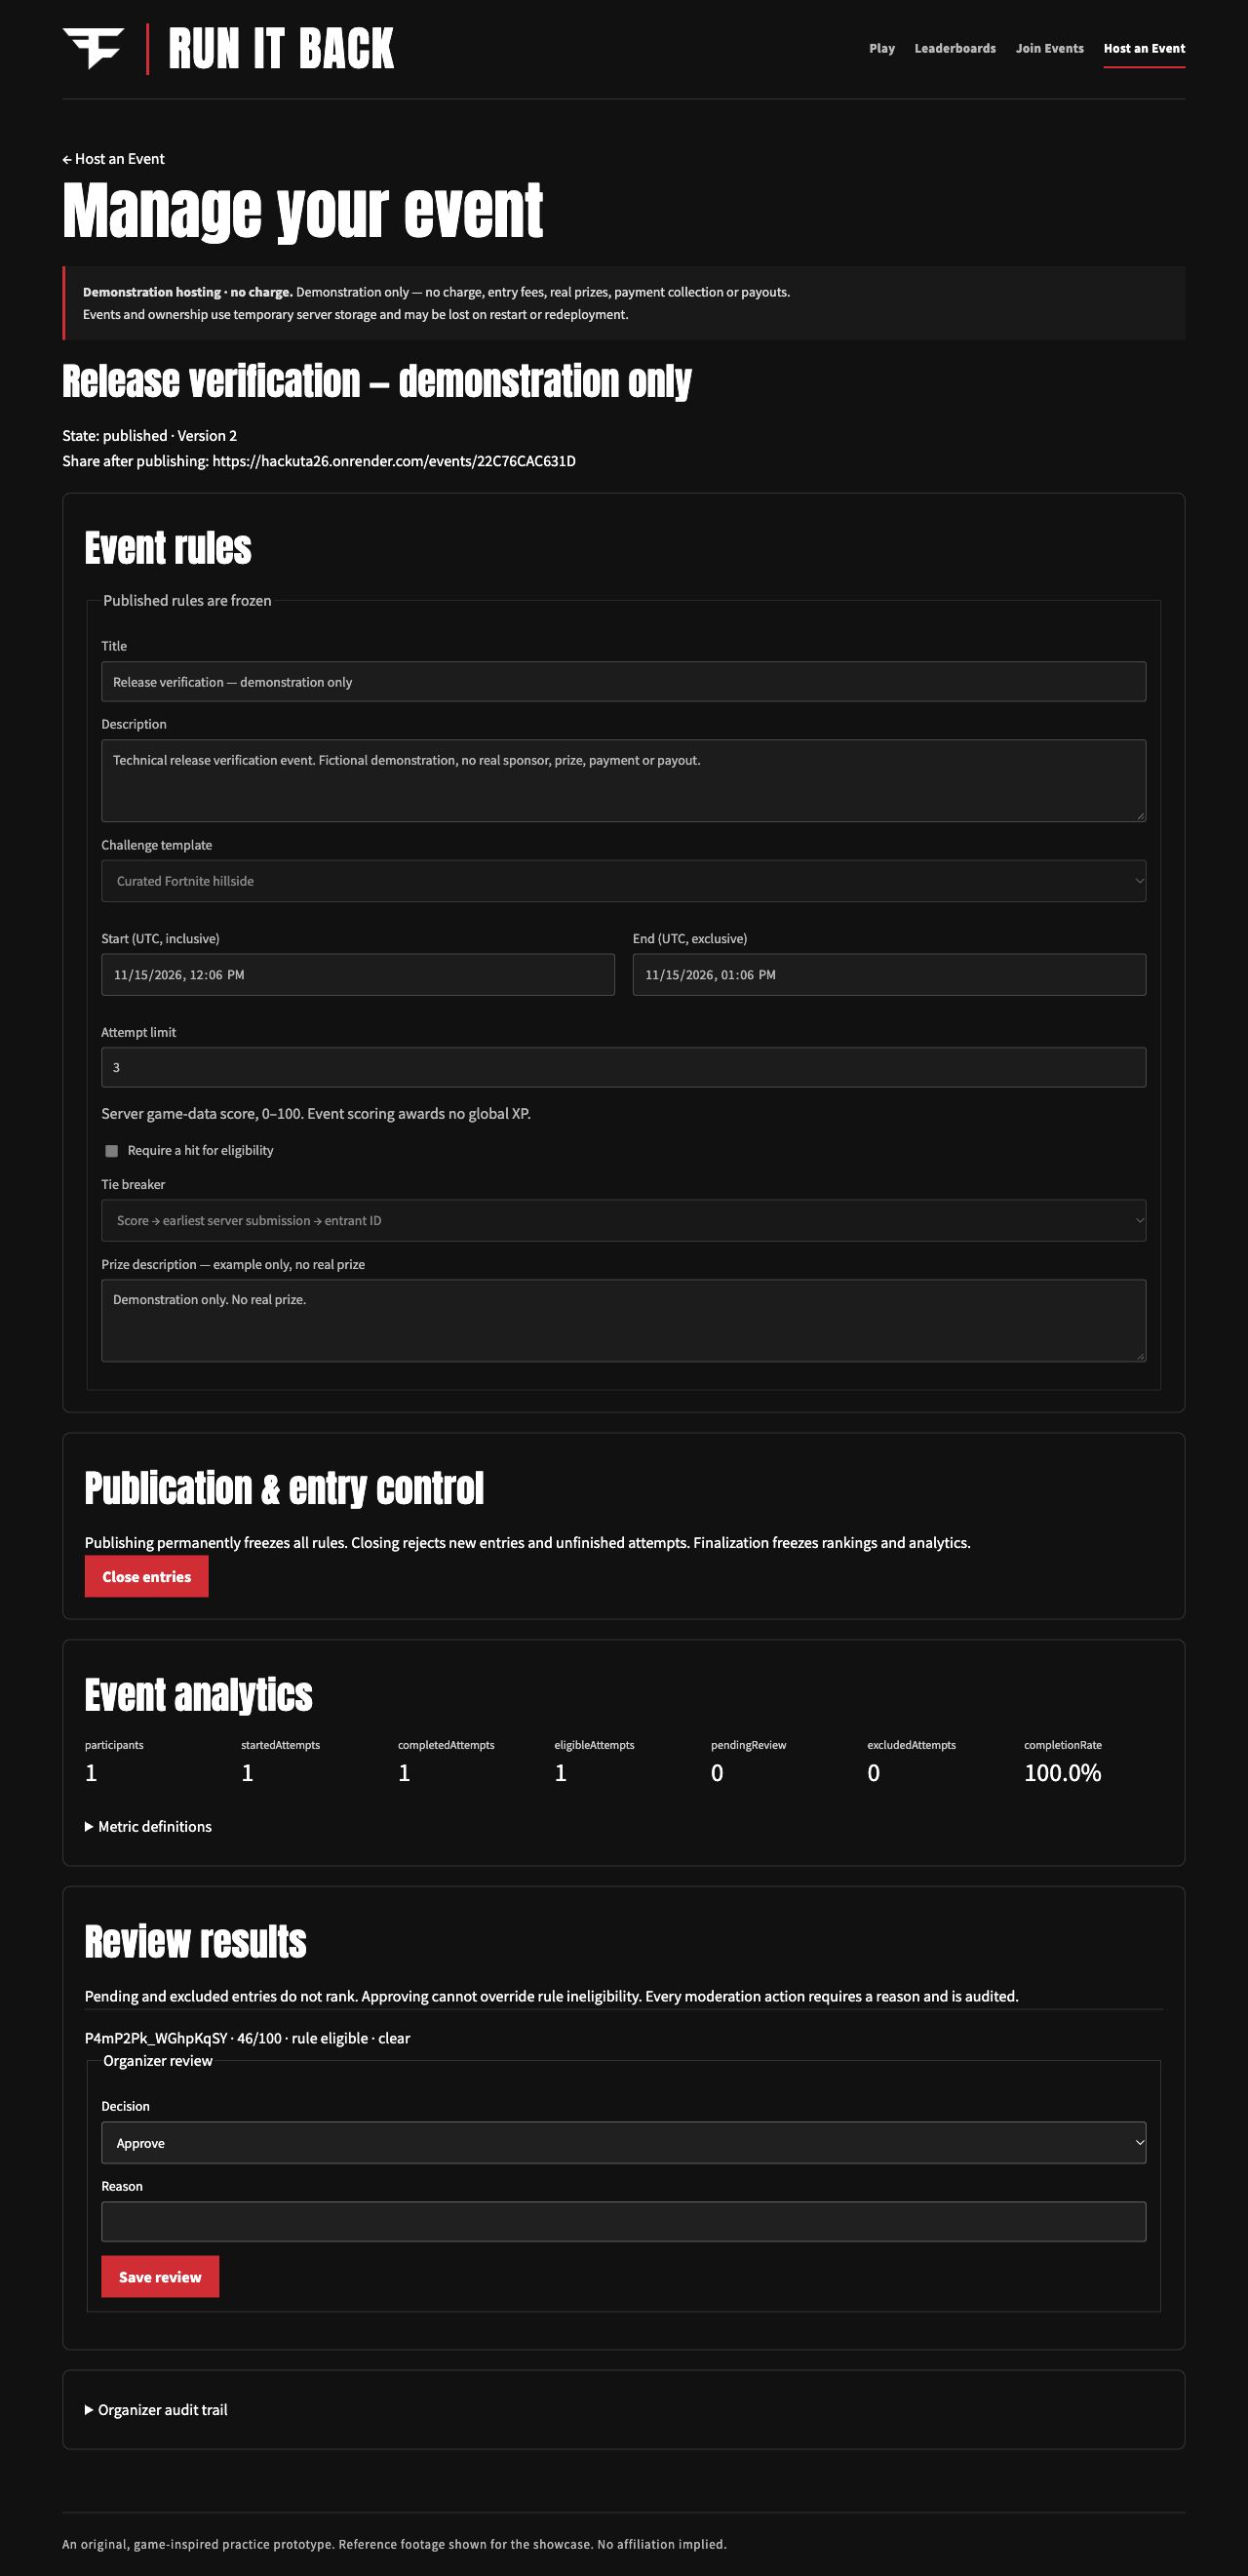 RUN IT BACK
Play Leaderboards Join Events Host an Event
← Host an Event
Manage your event
Demonstration hosting · no charge. Demonstration only — no charge, entry fees, real prizes, payment collection or payouts.
Events and ownership use temporary server storage and may be lost on restart or redeployment.
Release verification — demonstration only
State: published · Version 2
Share after publishing: https://hackuta26.onrender.com/events/22C76CAC631D
Event rules
Published rules are frozen
Title
Release verification — demonstration only
Description
Technical release verification event. Fictional demonstration, no real sponsor, prize, payment or payout.
Challenge template
Curated Fortnite hillside
Start (UTC, inclusive) End (UTC, exclusive)
11/15/2026, 12:06 PM 11/15/2026, 01:06 PM
Attempt limit
3
Server game-data score, 0–100. Event scoring awards no global XP.
Require a hit for eligibility
Tie breaker
Score → earliest server submission → entrant ID
Prize description — example only, no real prize
Demonstration only. No real prize.
Publication & entry control
Publishing permanently freezes all rules. Closing rejects new entries and unfinished attempts. Finalization freezes rankings and analytics.
Close entries
Event analytics
participants startedAttempts completedAttempts eligibleAttempts pendingReview excludedAttempts completionRate
1 1 1 1 0 0 100.0%
▶ Metric definitions
Review results
Pending and excluded entries do not rank. Approving cannot override rule ineligibility. Every moderation action requires a reason and is audited.
P4mP2Pk_WGhpKqSY · 46/100 · rule eligible · clear
Organizer review
Decision
Approve
Reason
Save review
▶ Organizer audit trail
An original, game-inspired practice prototype. Reference footage shown for the showcase. No affiliation implied.